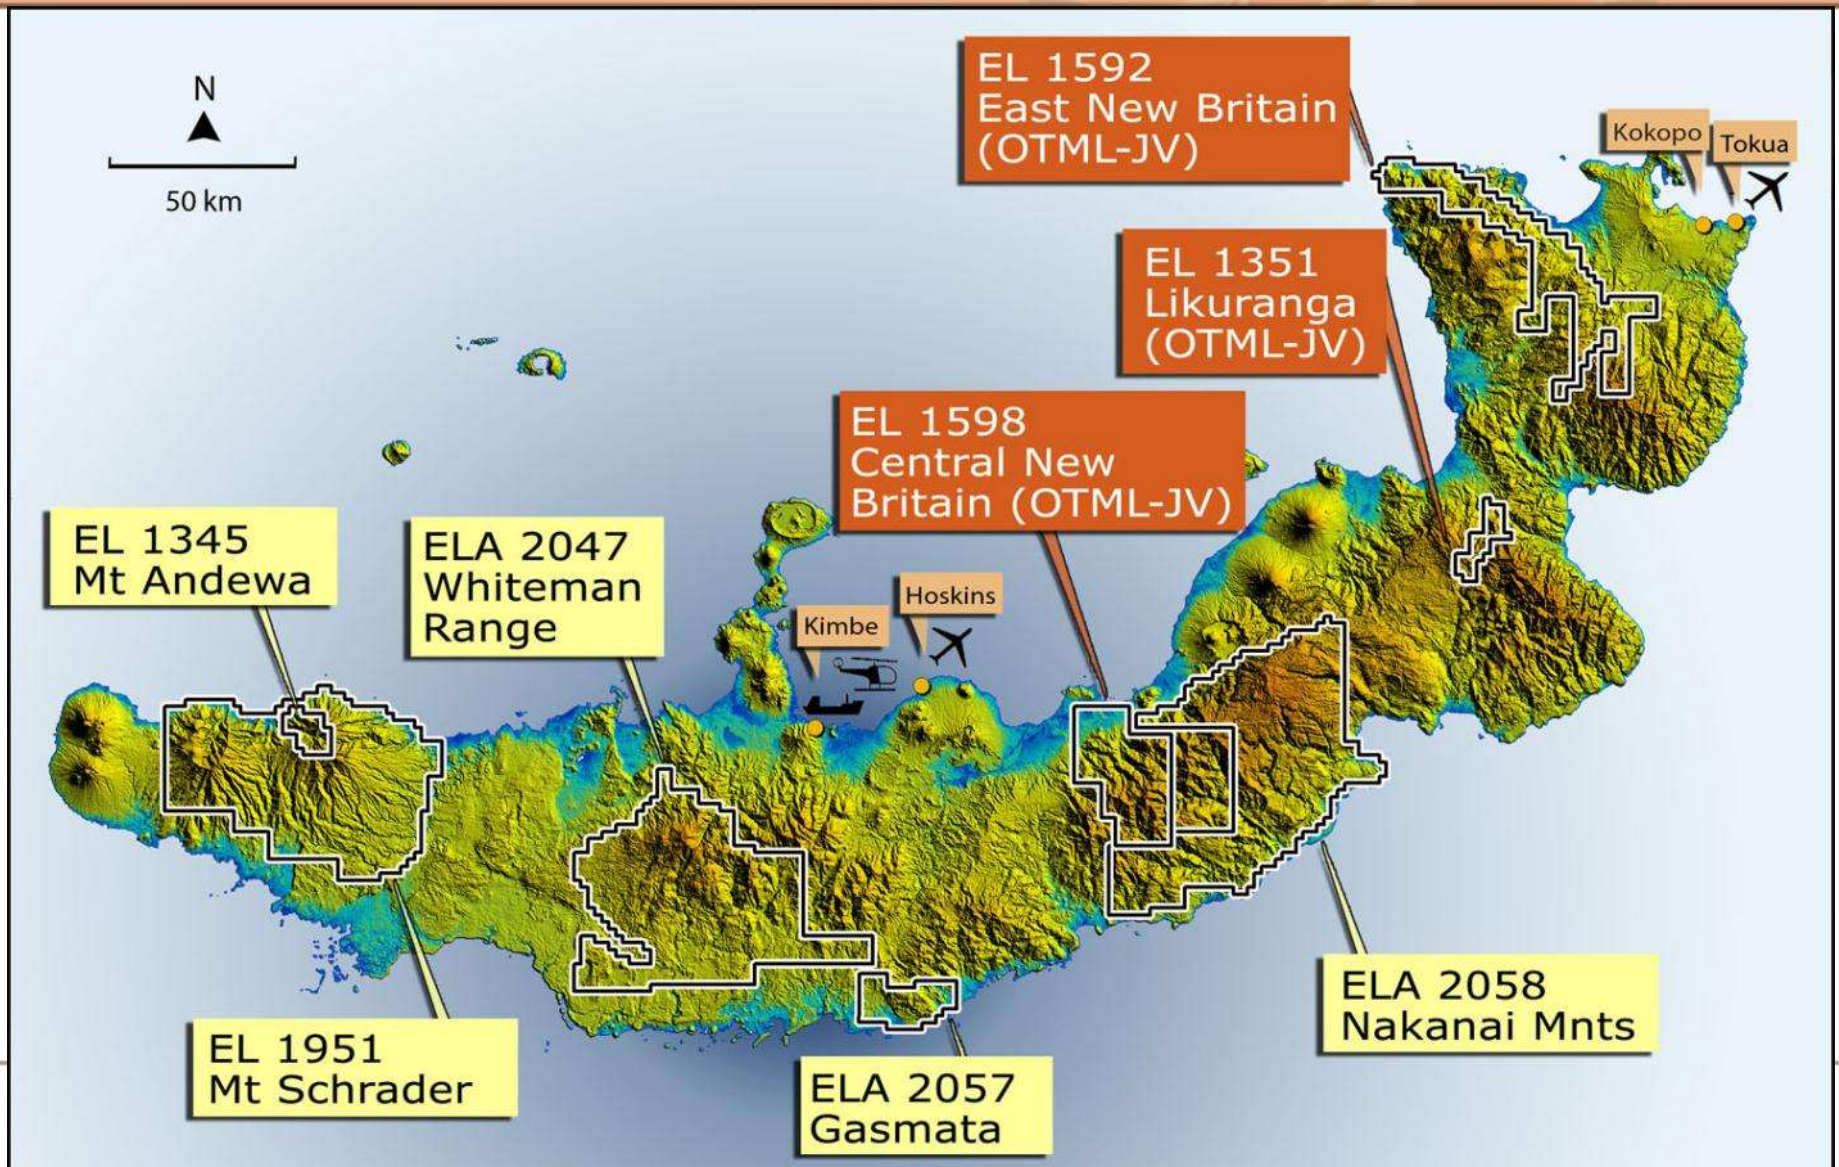 N
50 km
EL 1592
East New Britain
(OTML-JV)
Kokopo
Tokua
EL 1351
Likuranga
(OTML-JV)
EL 1598
Central New
Britain (OTML-JV)
EL 1345
Mt Andewa
ELA 2047
Whiteman
Range
Hoskins
Kimbe
ELA 2058
Nakanai Mnts
EL 1951
Mt Schrader
ELA 2057
Gasmata